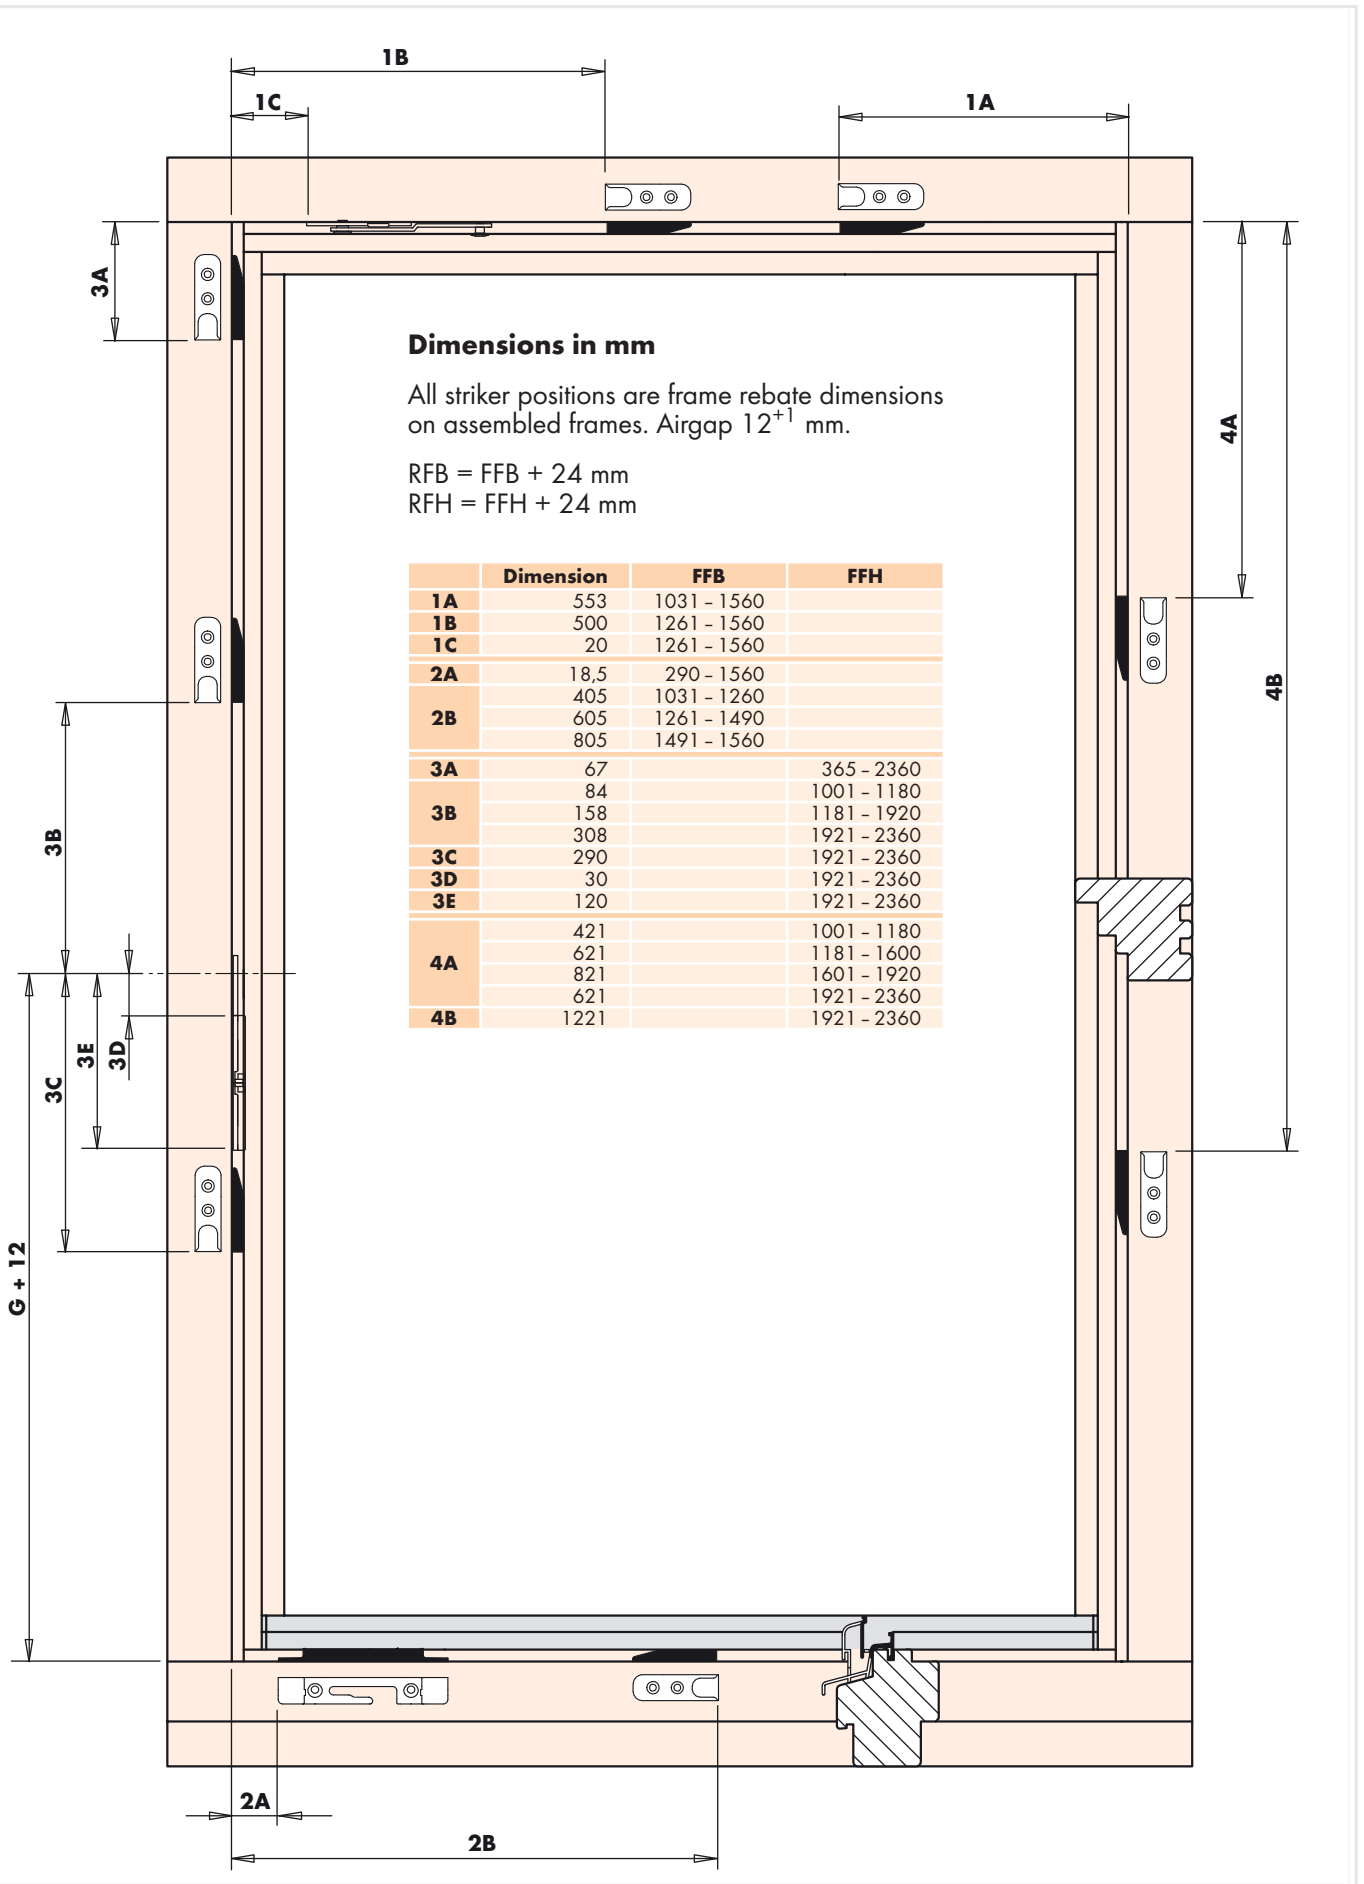 1B
1C
1A
3A
Dimensions in mm
All striker positions are frame rebate dimensions
on assembled frames. Airgap 12+1 mm.
4A
RFB = FFB + 24 mm
RFH = FFH + 24 mm
Dimension FFB FFH
1A 553 1031 – 1560
1B 500 1261 – 1560
1C 20 1261 – 1560
2A 18,5 290 – 1560
405 1031 – 1260
2B 605 1261 – 1490
805 1491 – 1560
4B
3A 67 365 – 2360
84 1001 – 1180
3B 158 1181 – 1920
308 1921 – 2360
3C 290 1921 – 2360
3D 30 1921 – 2360
3E 120 1921 – 2360
3B
421 1001 – 1180
4A 621 1181 – 1600
821 1601 – 1920
621 1921 – 2360
4B 1221 1921 – 2360
3E
3D
3C
G + 12
2A
2B